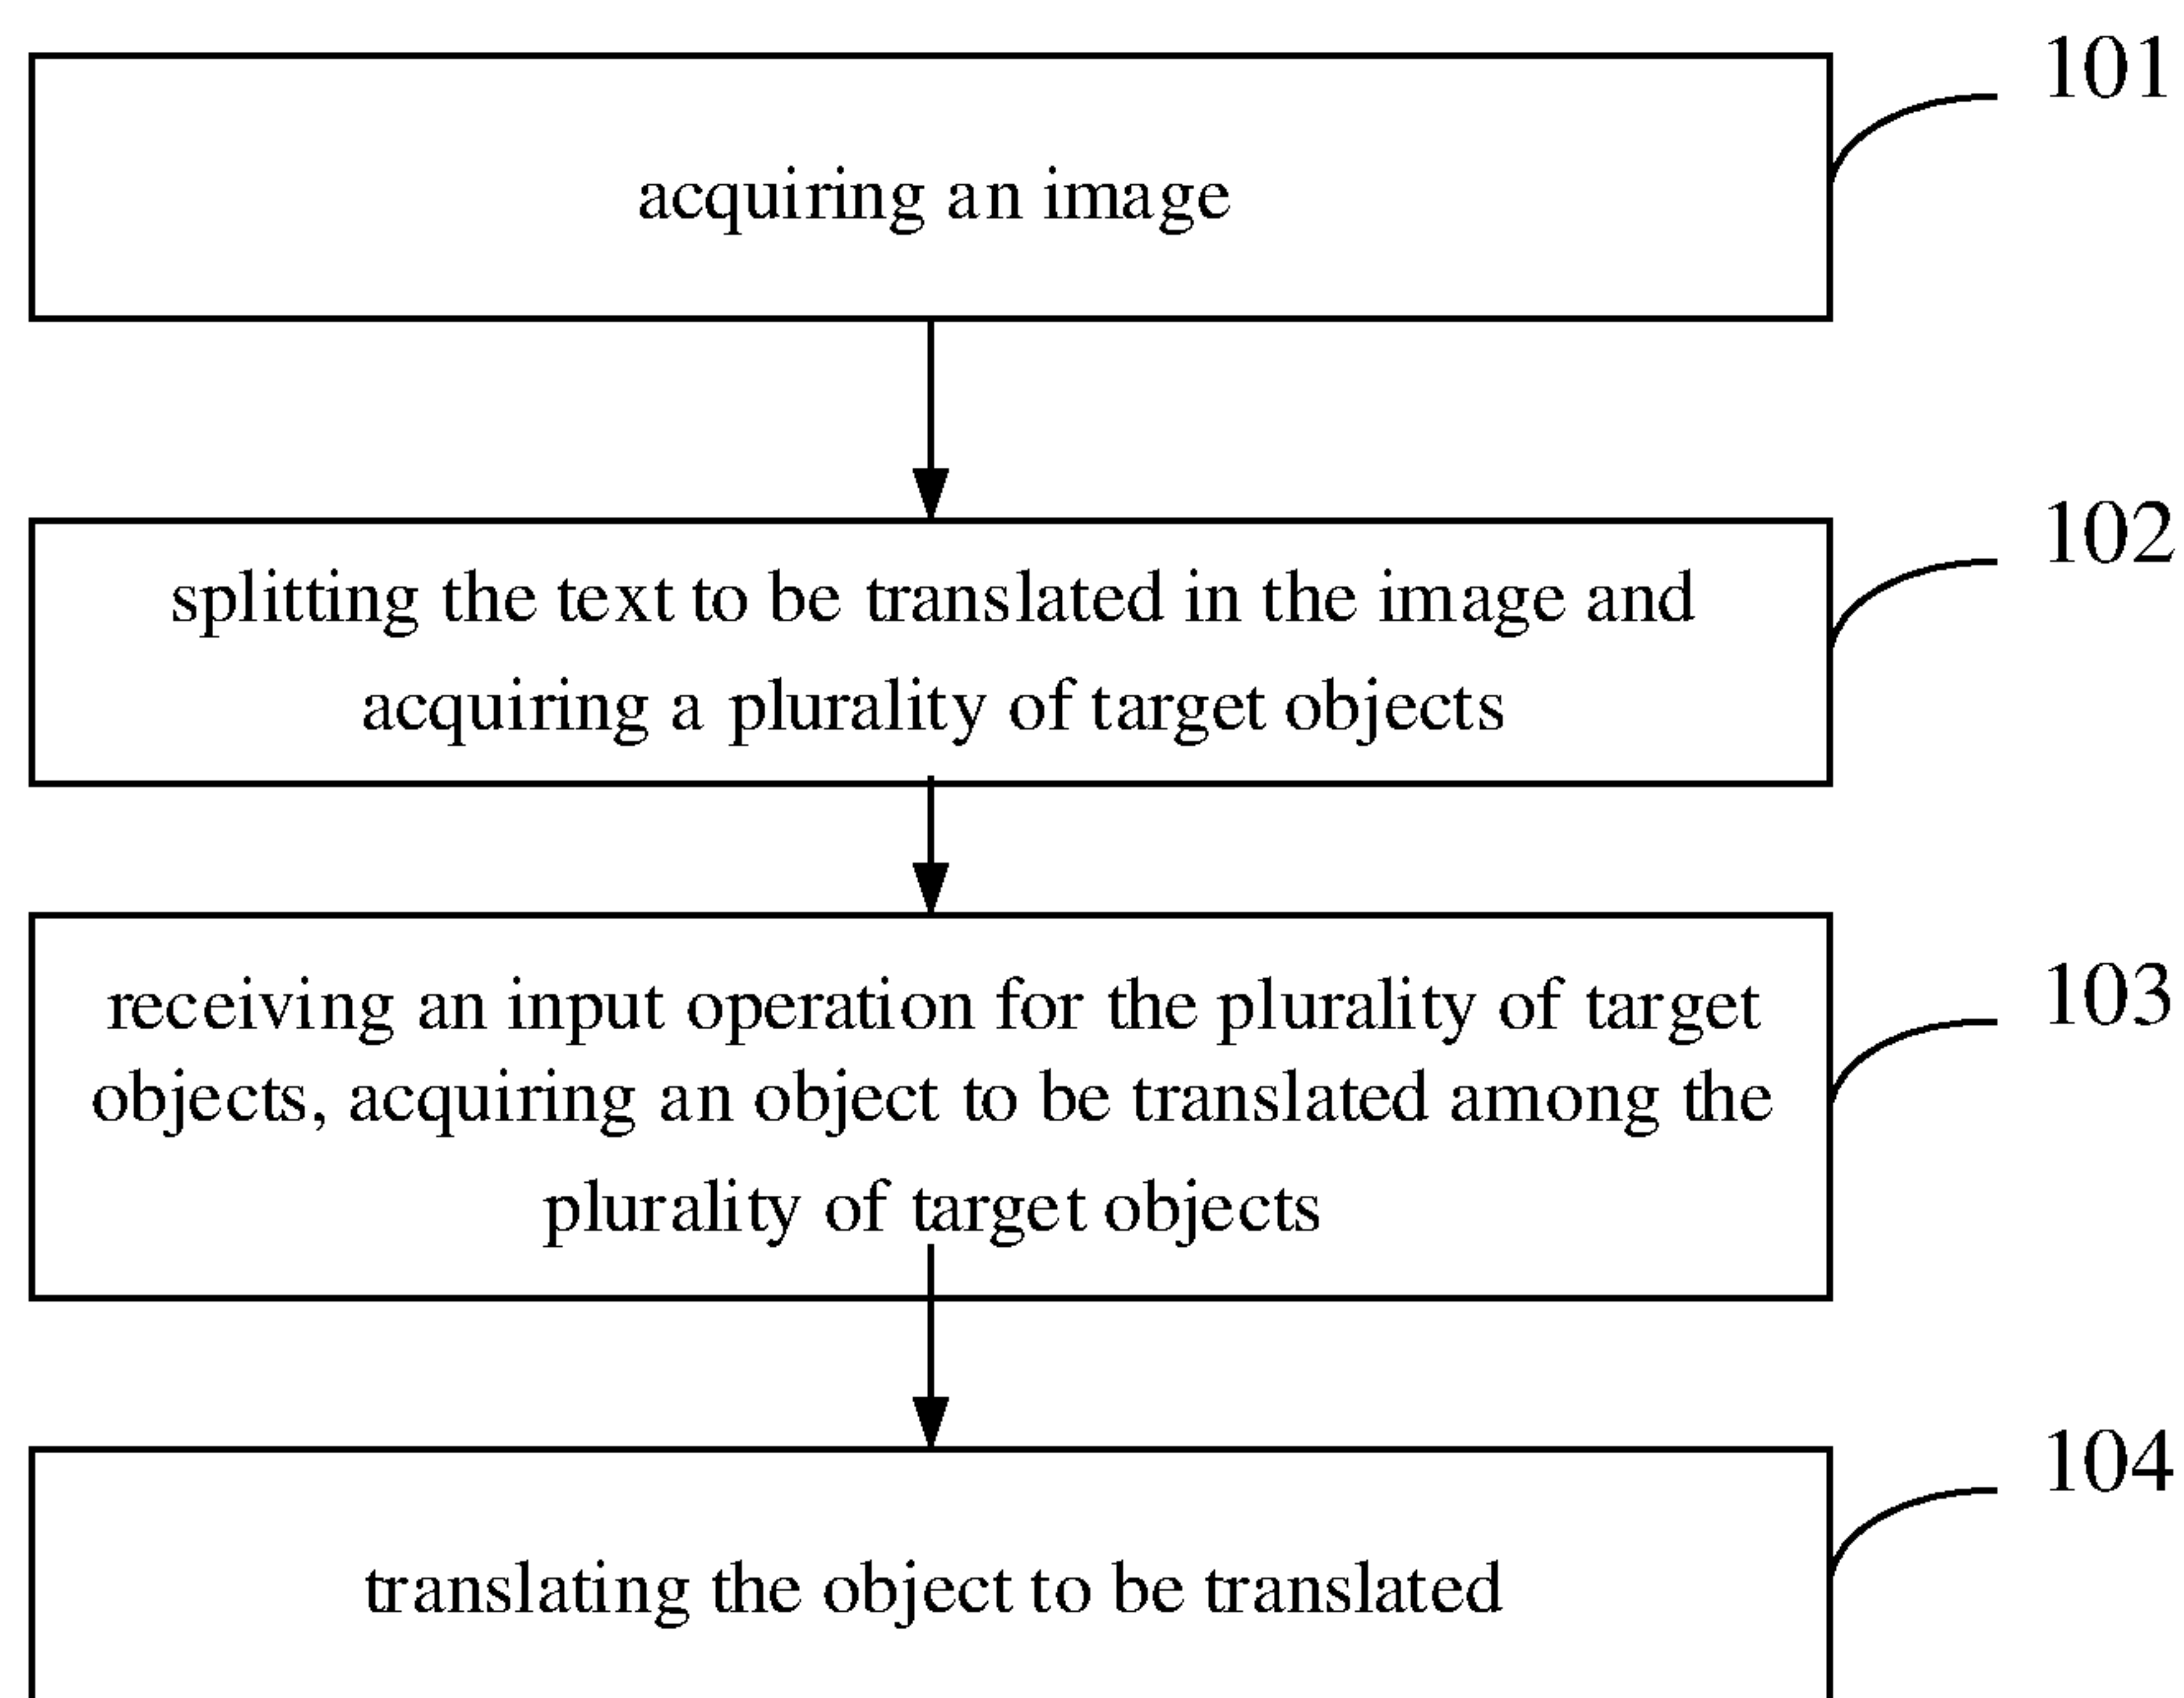 101
acquiring an image
102
splitting the text to be translated in the image and
acquiring a plurality of target objects
103
receiving an input operation for the plurality of target
objects, acquiring an object to be translated among the
plurality of target objects
104
translating the object to be translated